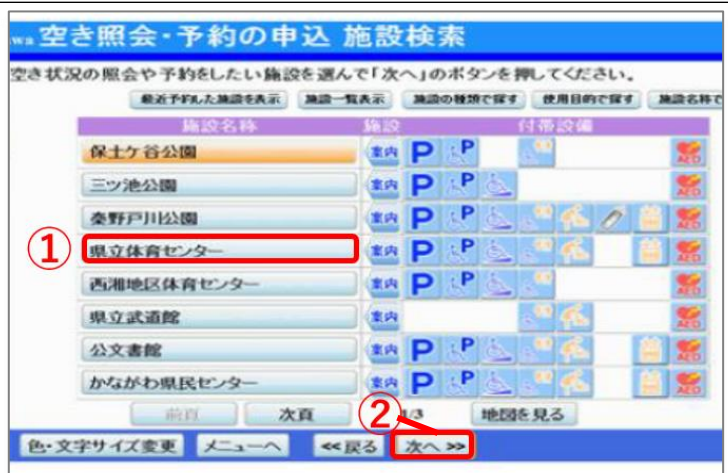 空き照会・予約の申込 施設検索
空き状況の照会や予約をしたい施設を選んで「次へ」のボタンを押してください。
最近予約した施設を表示 施設一覧表示 施設の種類で探す 使用目的で探す 施設名称で
施設名称 施設 付帯設備
保土ケ谷公園 案内 P P AED
三ツ池公園 案内 P P AED
秦野戸川公園 案内 P P AED
① 県立体育センター 案内 P P AED
西湘地区体育センター 案内 P P AED
県立武道館 案内 AED
公文書館 案内 P P AED
かながわ県民センター 案内 P P AED
前頁 次頁 ② 1/3 地図を見る
色・文字サイズ変更 メニューへ <<戻る 次へ >>